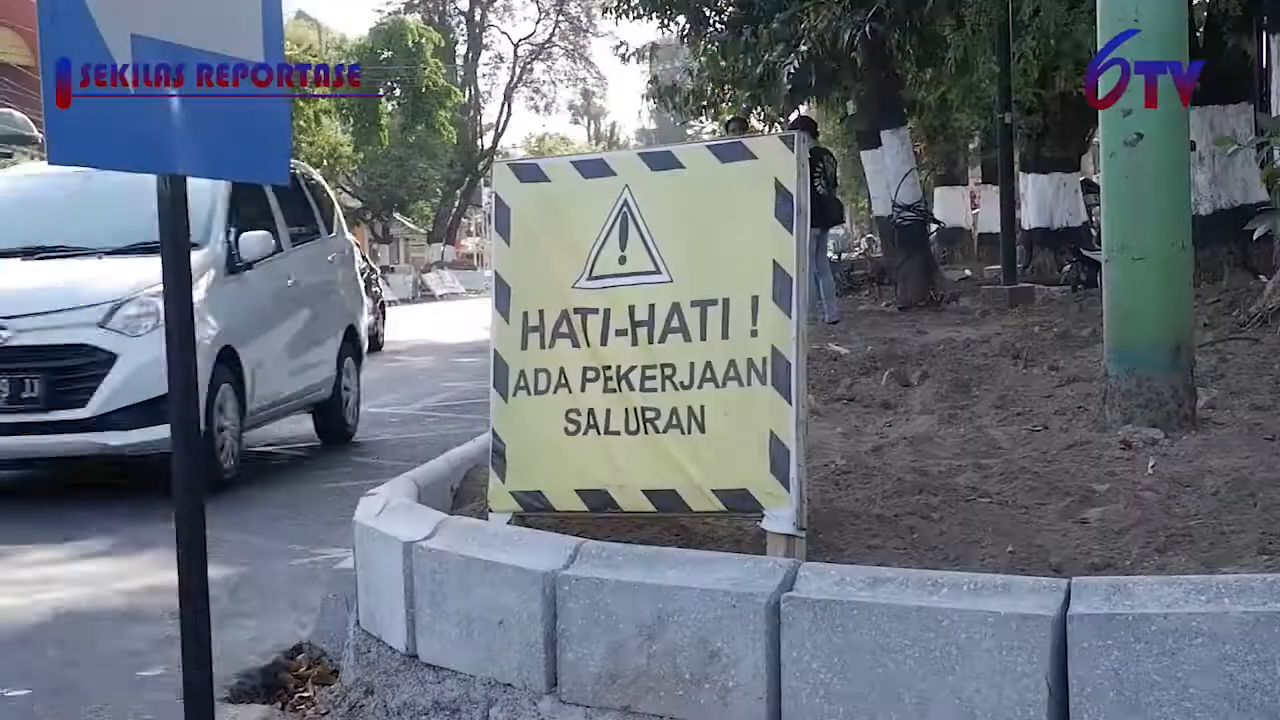 SEKILAS REPORTASE
6TV
HATI-HATI !
ADA PEKERJAAN
SALURAN